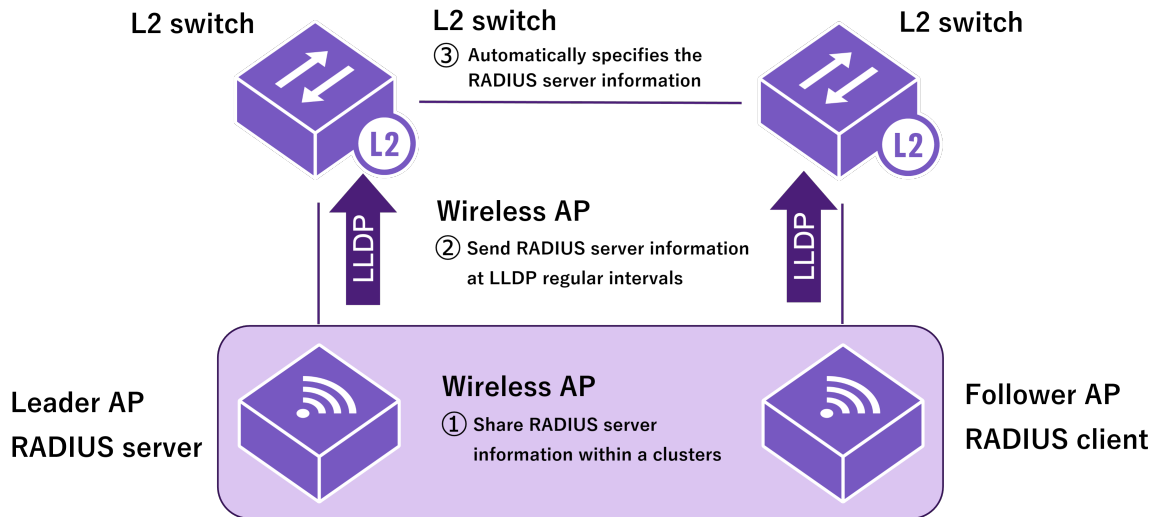 L2 switch
L2 switch
L2 switch
③ Automatically specifies the
RADIUS server information
L2
L2
LLDP
LLDP
Wireless AP
② Send RADIUS server information
at LLDP regular intervals
Leader AP
RADIUS server
Wireless AP
① Share RADIUS server
information within a clusters
Follower AP
RADIUS client